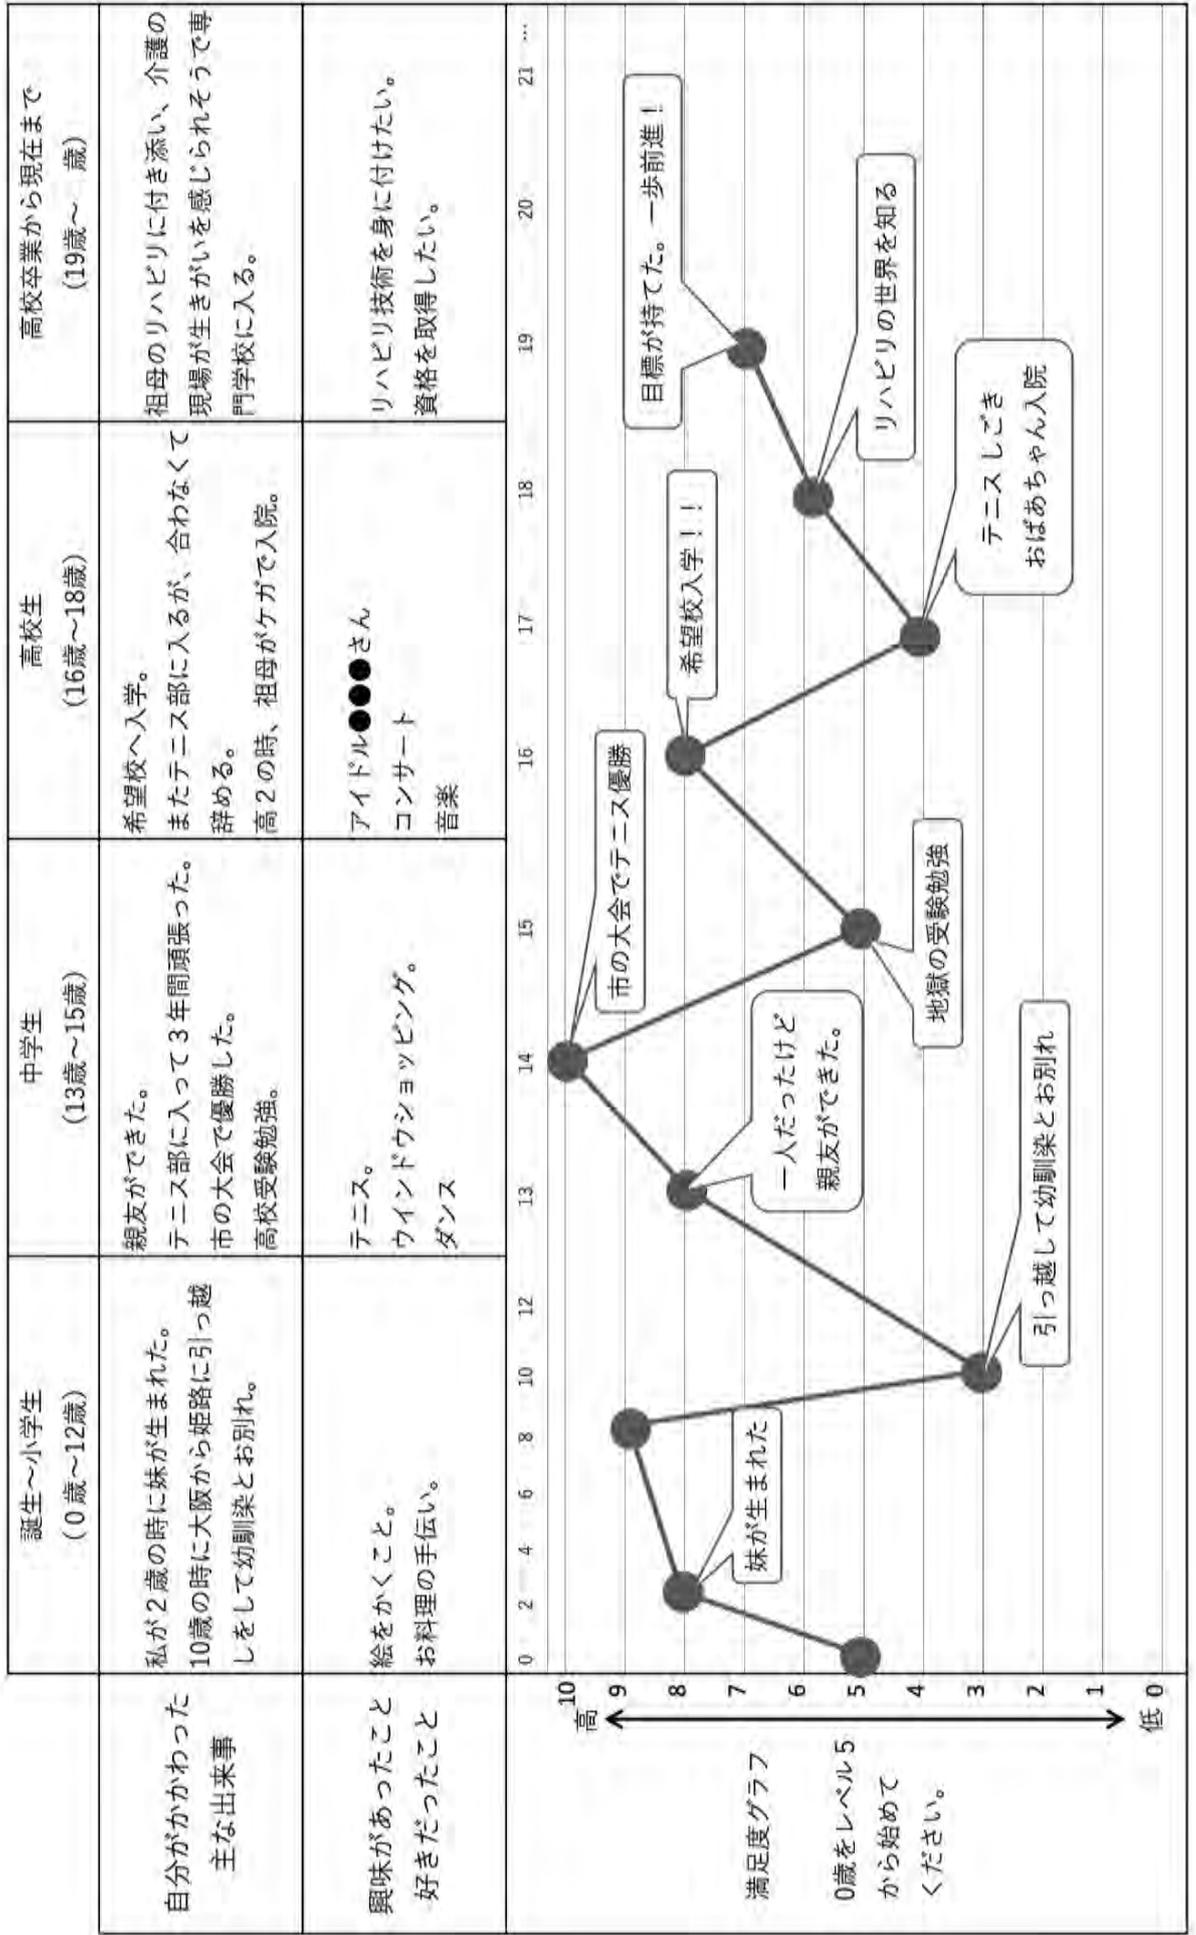 誕生～小学生
（0歳～12歳）
中学生
（13歳～15歳）
高校生
（16歳～18歳）
高校卒業から現在まで
（19歳～　歳）
自分がかかわった
主な出来事
私が2歳の時に妹が生まれた。
10歳の時に大阪から姫路に引っ越
しをして幼馴染とお別れ。
親友ができた。
テニス部に入って3年間頑張った。
市の大会で優勝した。
高校受験勉強。
希望校へ入学。
またテニス部に入るが、合わなくて
辞める。
高2の時、祖母がケガで入院。
祖母のリハビリに付き添い、介護の
現場が生きがいを感じられそうで専
門学校に入る。
興味があったこと
好きだったこと
絵をかくこと。
お料理の手伝い。
テニス。
ウインドウショッピング。
ダンス
アイドル●●●さん
コンサート
音楽
リハビリ技術を身に付けたい。
資格を取得したい。
満足度グラフ
0歳をレベル5
から始めて
ください。
高
低
10
9
8
7
6
5
4
3
2
1
0
0 2 4 6 8 10 12 13 14 15 16 17 18 19 20 21 …
妹が生まれた
引っ越して幼馴染とお別れ
一人だったけど
親友ができた。
市の大会でテニス優勝
地獄の受験勉強
希望校入学！！
テニスしごき
おばあちゃん入院
リハビリの世界を知る
目標が持てた。一歩前進！